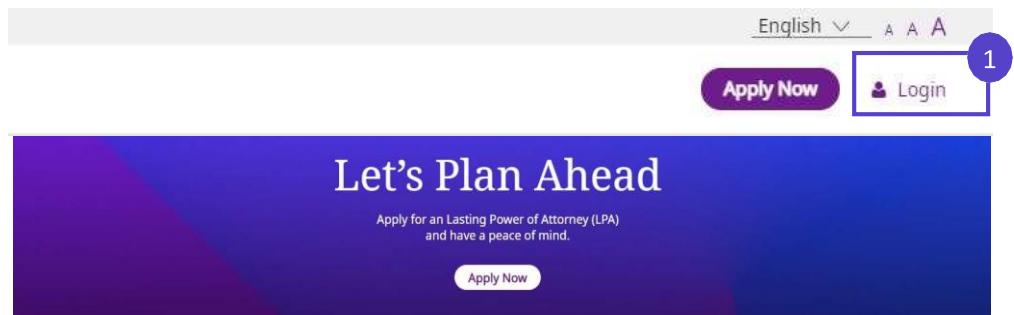 English A A A
1
Apply Now Login
Let's Plan Ahead
Apply for an Lasting Power of Attorney (LPA)
and have a peace of mind.
Apply Now